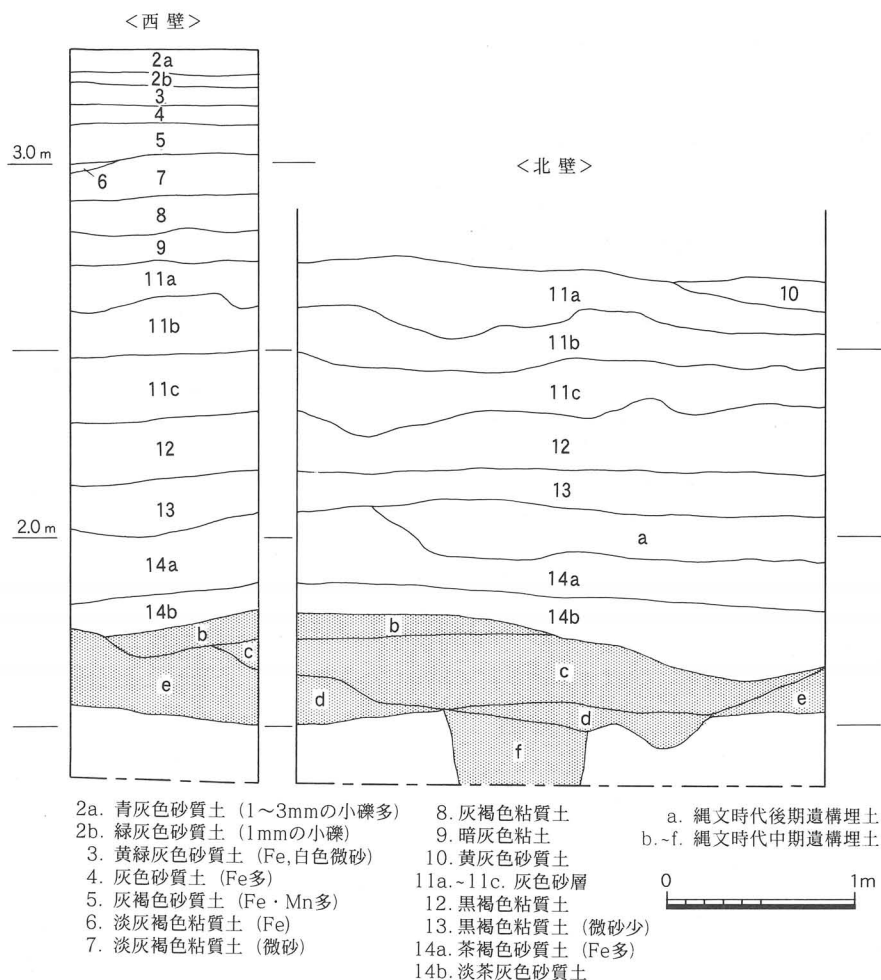 <西 壁>
2a
2b
3
4
5
3.0 m
6
7
8
9
11a
11b
11c
12
13
2.0 m
14a
14b
b
c
e
<北 壁>
11a
10
11b
11c
12
13
a
14a
14b
b
c
d
d
e
f
2a. 青灰色砂質土 (1~3mmの小礫多)
2b. 緑灰色砂質土 (1mmの小礫)
3. 黄緑灰色砂質土 (Fe,白色微砂)
4. 灰色砂質土 (Fe多)
5. 灰褐色砂質土 (Fe・Mn多)
6. 淡灰褐色粘質土 (Fe)
7. 淡灰褐色粘質土 (微砂)
8. 灰褐色粘質土
9. 暗灰色粘土
10. 黄灰色砂質土
11a.~11c. 灰色砂層
12. 黒褐色粘質土
13. 黒褐色粘質土 (微砂少)
14a. 茶褐色砂質土 (Fe多)
14b. 淡茶灰色砂質土
a. 縄文時代後期遺構埋土
b.~f. 縄文時代中期遺構埋土
0 1m